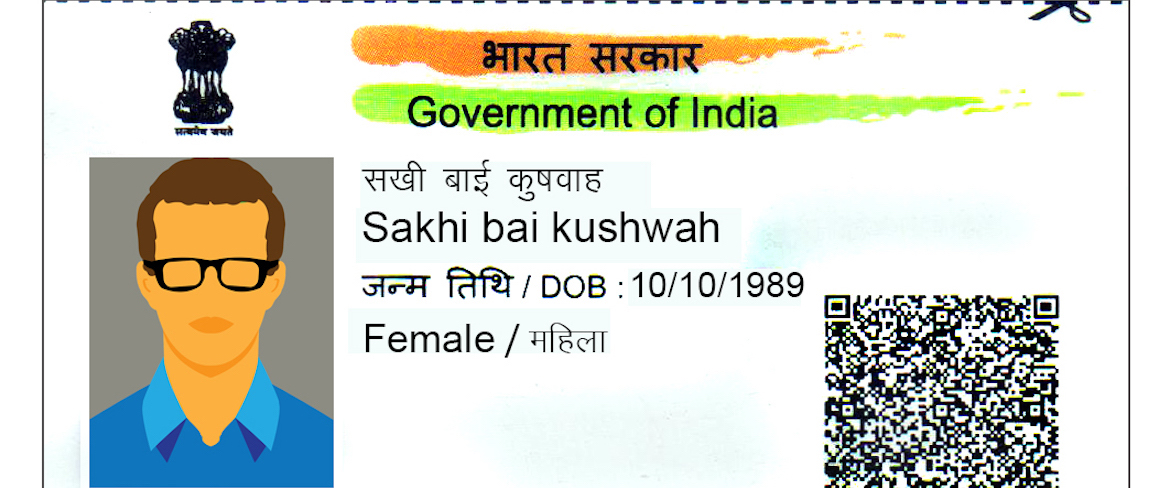 भारत सरकार
Government of India
सत्यमेव जयते
सखी बाई कुषवाह
Sakhi bai kushwah
जन्म तिथि / DOB : 10/10/1989
Female / महिला